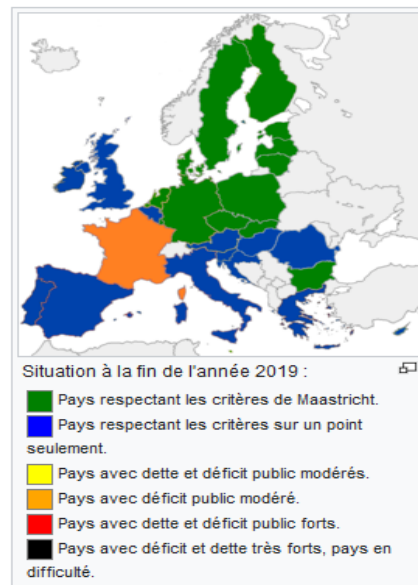 Situation à la fin de l'année 2019 :
Pays respectant les critères de Maastricht.
Pays respectant les critères sur un point
seulement.
Pays avec dette et déficit public modérés.
Pays avec déficit public modéré.
Pays avec dette et déficit public forts.
Pays avec déficit et dette très forts, pays en
difficulté.